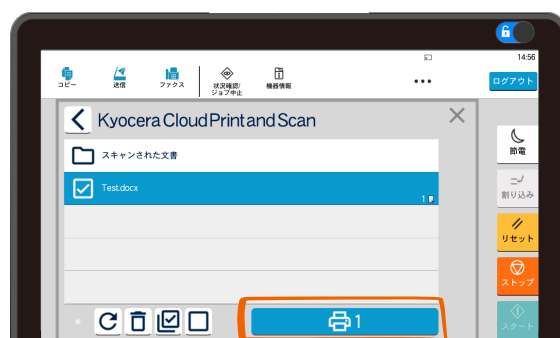 14:56
コピー
送信
ファクス
状況確認/
ジョブ中止
機器情報
ログアウト
Kyocera Cloud Print and Scan
節電
スキャンされた文書
Test.docx
1
割り込み
リセット
ストップ
1
スタート